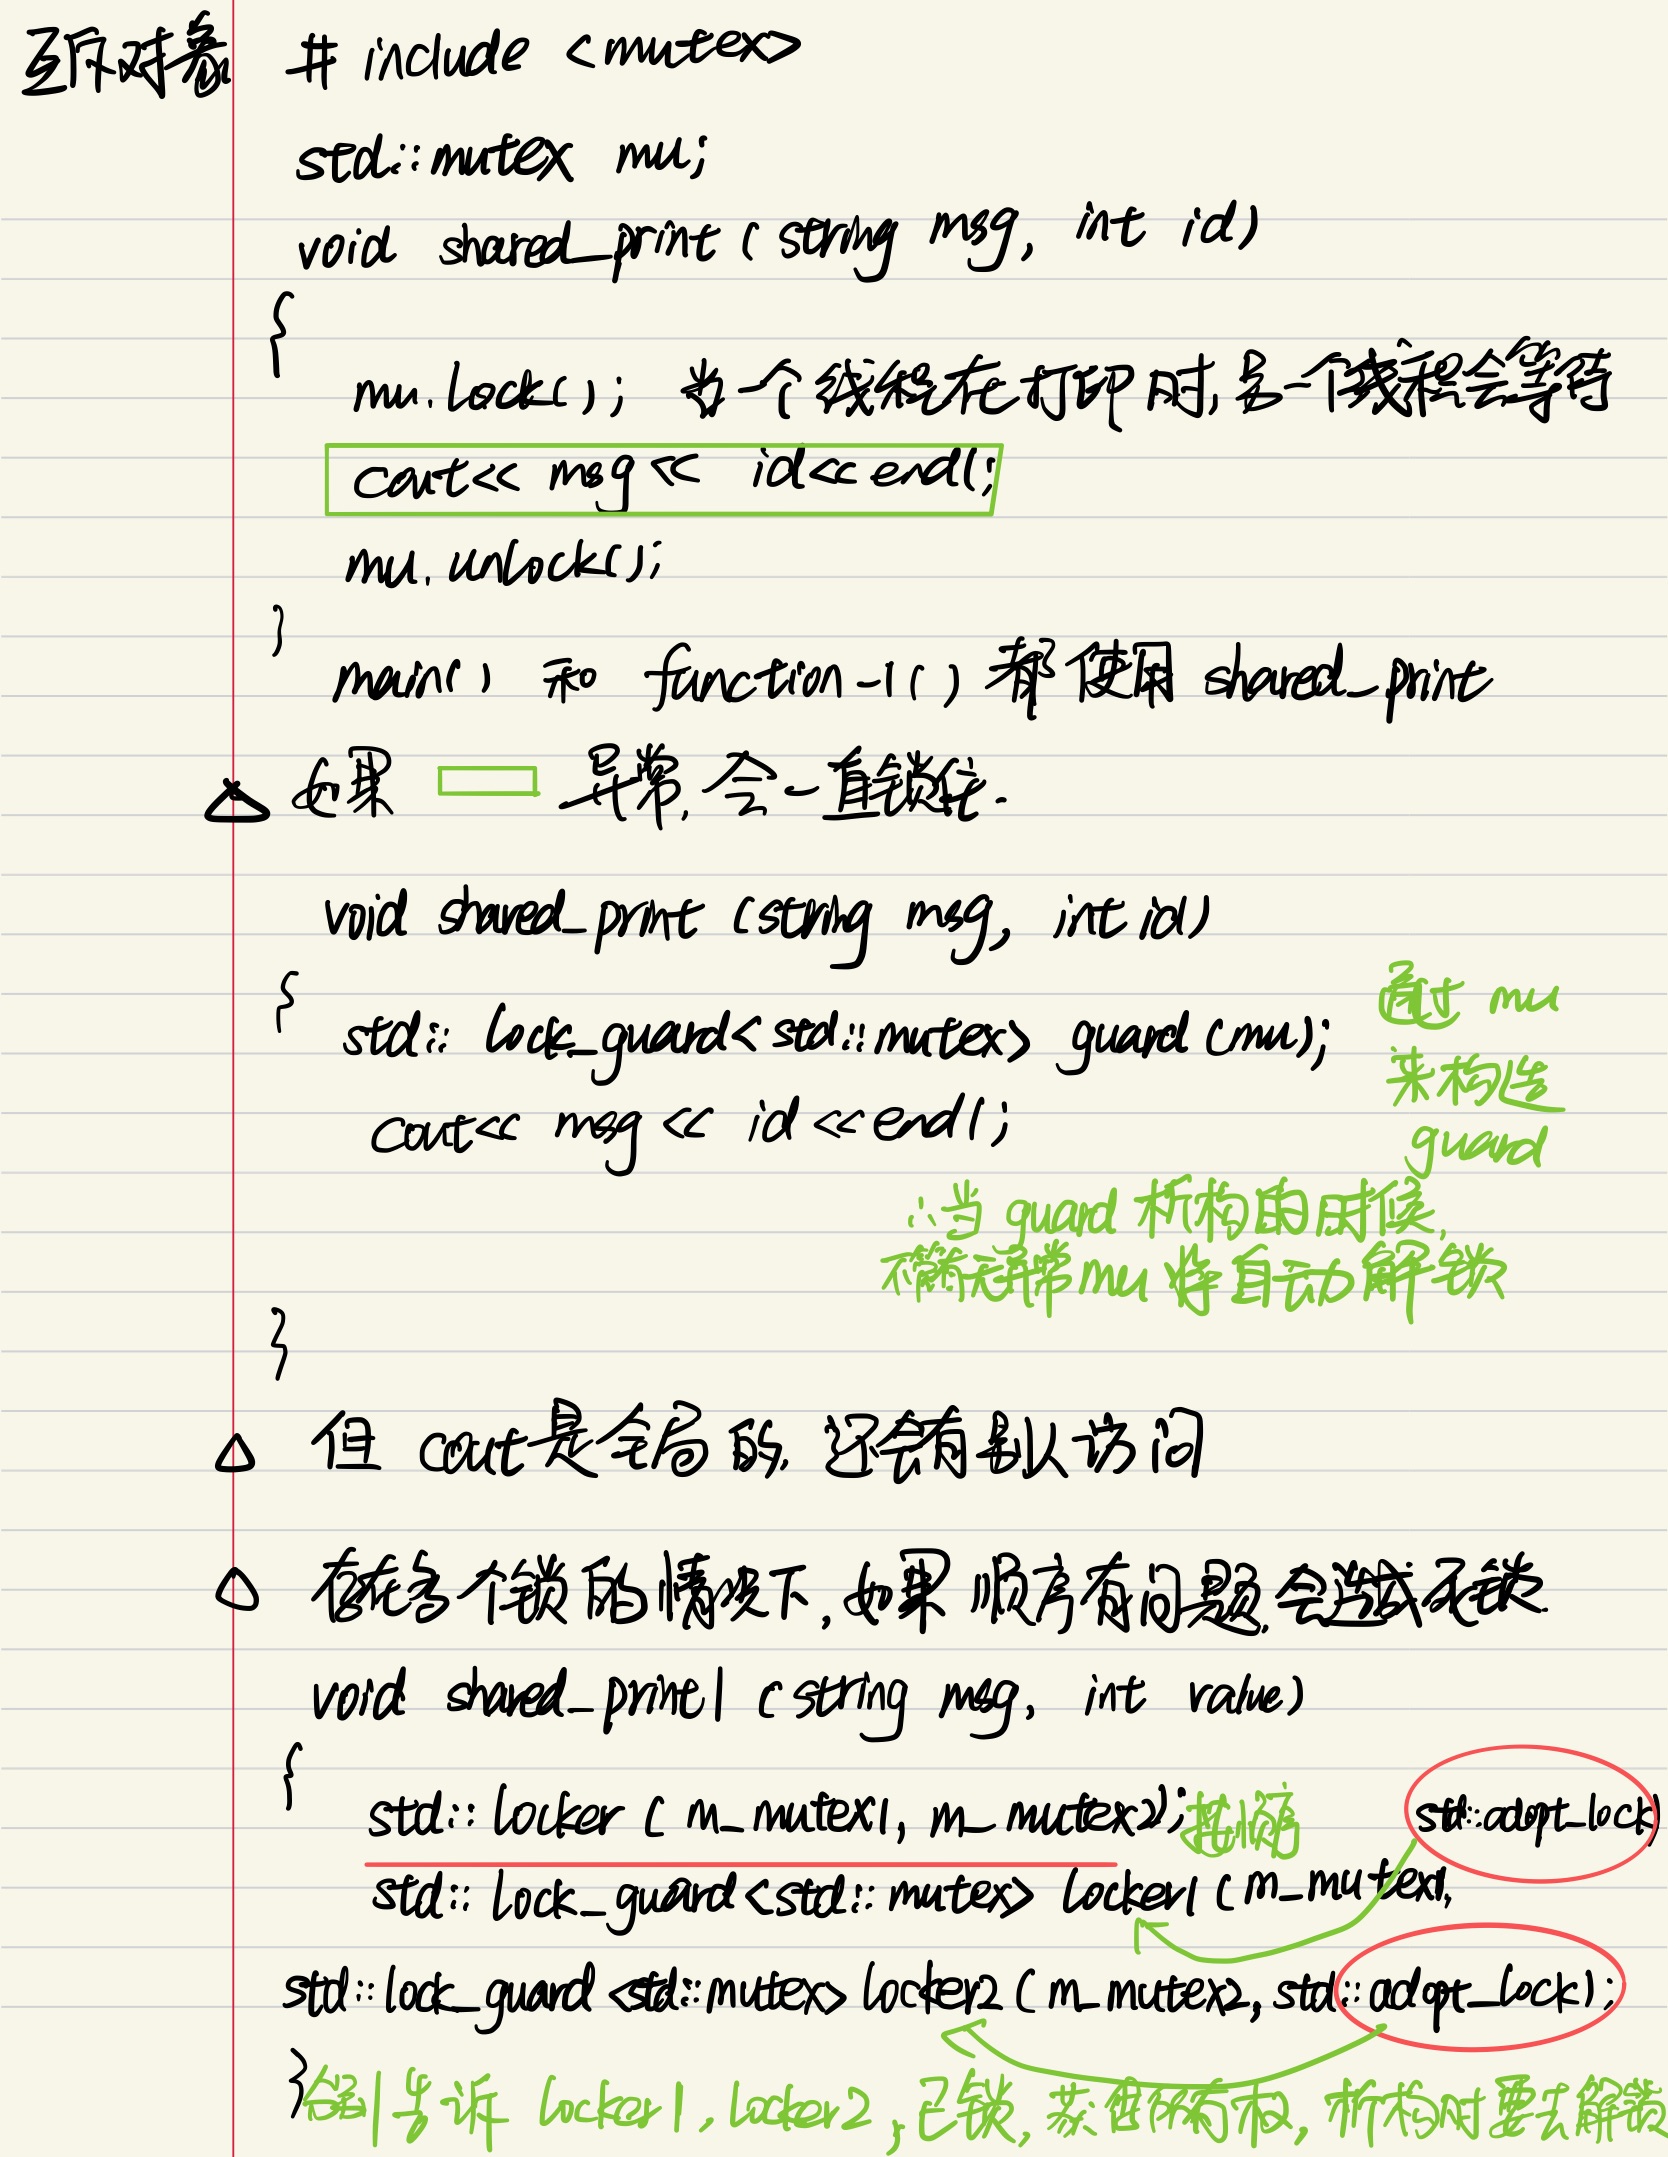 互斥对象 # include <mutex>
std::mutex mu;
void shared_print (string msg, int id)
{
mu.lock(); 当一个线程在打印时,另一个线程会等待
cout<< msg << id<<endl;
mu.unlock();
}
main() 和 function_1() 都使用 shared_print
如果 异常,会一直锁住.
void shared_print (string msg, int id)
{
std:: lock_guard<std::mutex> guard (mu);
通过 mu
来构造
guard
cout<< msg << id <<endl;
∴当 guard 析构的时候,
不管有无异常mu 将自动解锁
}
但 cout是全局的, 还会有别人访问
存在多个锁的情况下,如果顺序有问题,会造成死锁.
void shared_print1 (string msg, int value)
{
std:: locker ( m_mutex1, m_mutex2); 顺序
std:: lock_guard<std:: mutex> locker1 (m_mutex1, std::adopt_lock)
std::lock_guard <std::mutex> locker2 (m_mutex2, std::adopt_lock);
}
告诉 locker1, locker2, 已锁, 获得所有权, 析构时要去解锁